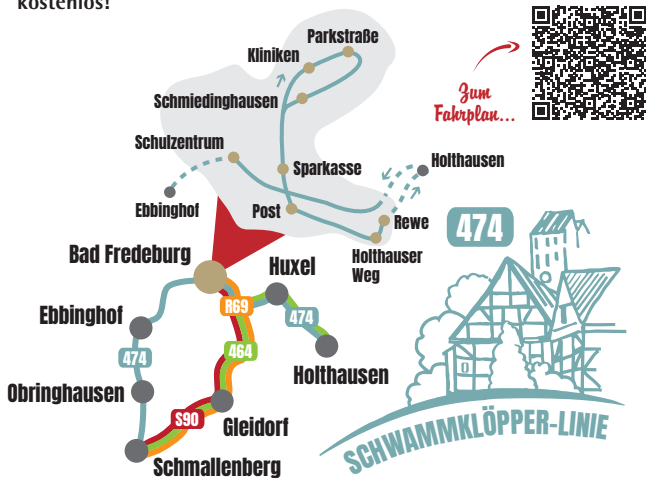 kostenlos!
Parkstraße
Kliniken
Schmiedinghausen
Zum
Fahrplan...
Schulzentrum
Sparkasse
Holthausen
Ebbinghof
Post
Rewe
Holthauser
Weg
474
Bad Fredeburg
Huxel
R69
474
Ebbinghof
464
474
Holthausen
Obringhausen
S90
Gleidorf
Schmallenberg
SCHWAMMKLÖPPER-LINIE